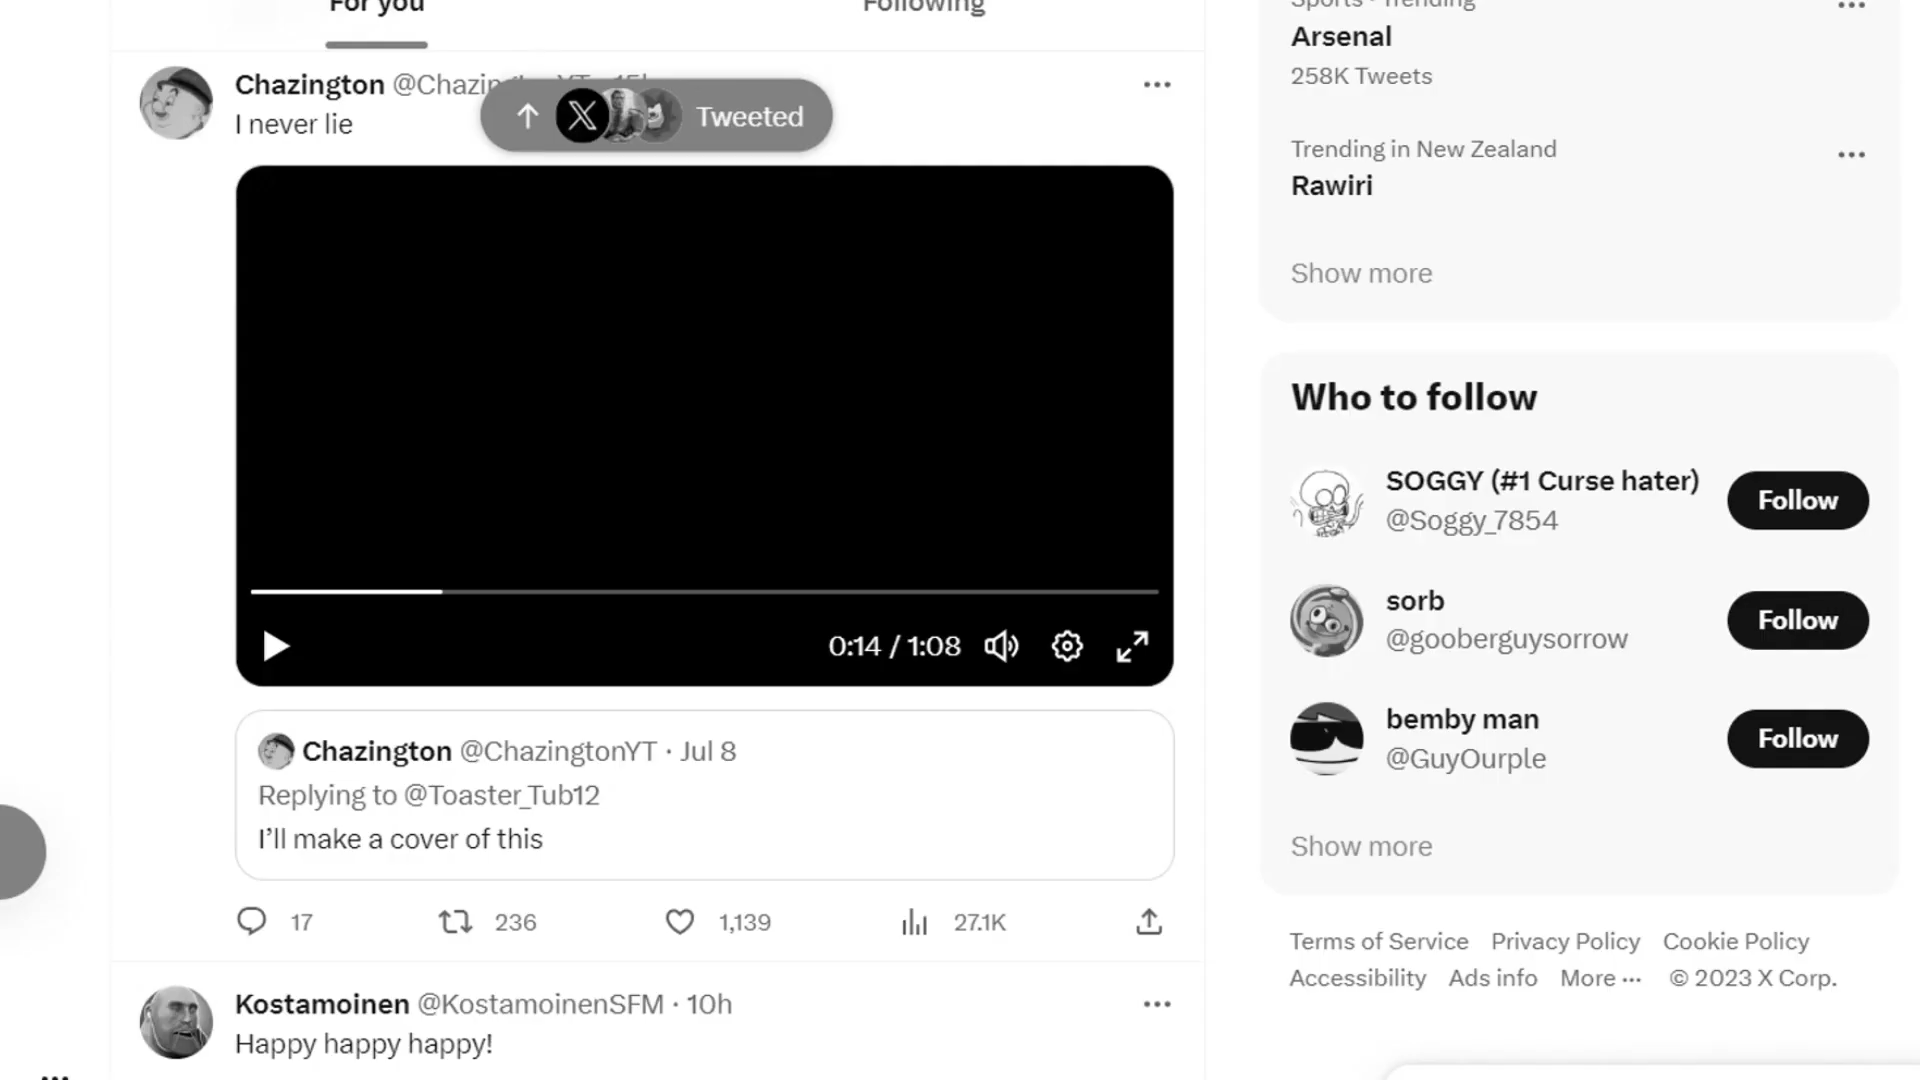 For you
Following
Chazington @Chazin
I never lie
Tweeted
0:14 / 1:08
Chazington @ChazingtonYT · Jul 8
Replying to @Toaster_Tub12
I’ll make a cover of this
17 236 1,139 27.1K
Kostamoinen @KostamoinenSFM · 10h
Happy happy happy!
Sports · Trending
Arsenal
258K Tweets
Trending in New Zealand
Rawiri
Show more
Who to follow
SOGGY (#1 Curse hater)
@Soggy_7854
Follow
sorb
@gooberguysorrow
Follow
bemby man
@GuyOurple
Follow
Show more
Terms of Service Privacy Policy Cookie Policy
Accessibility Ads info More ··· © 2023 X Corp.